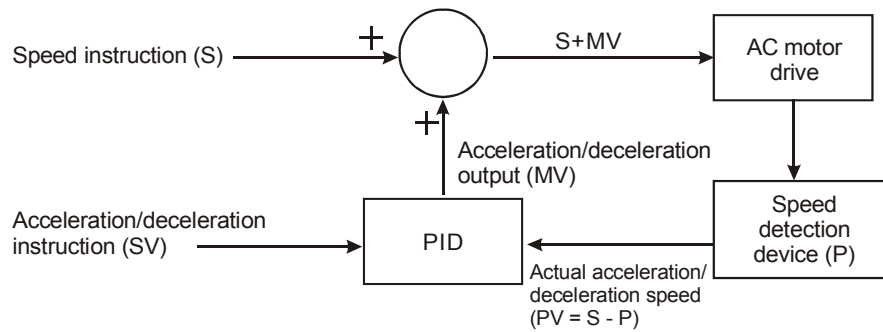 Speed instruction (S)
+
S+MV
AC motor
drive
+
Acceleration/deceleration
output (MV)
Acceleration/deceleration
instruction (SV)
PID
Speed
detection
device (P)
Actual acceleration/
deceleration speed
(PV = S - P)